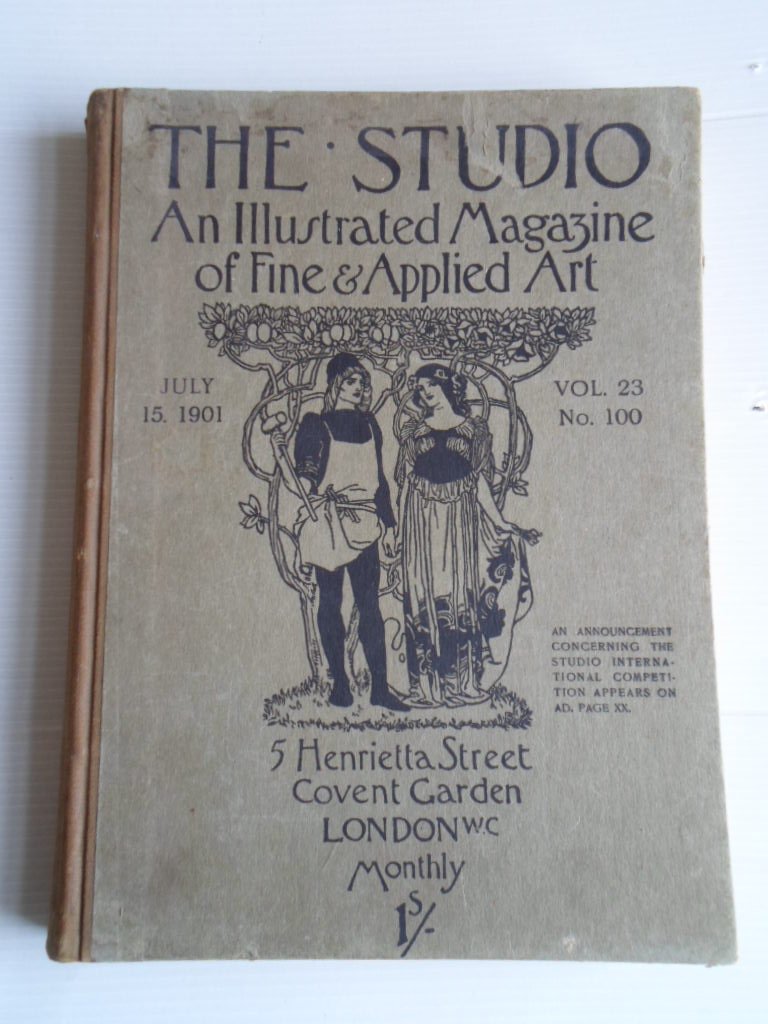 THE · STUDIO
An Illustrated Magazine
of Fine & Applied Art
JULY
15. 1901
VOL. 23
No. 100
AN ANNOUNCEMENT
CONCERNING THE
STUDIO INTERNA-
TIONAL COMPETI-
TION APPEARS ON
AD. PAGE XX.
5 Henrietta Street
Covent Garden
LONDON W.C
Monthly
1S/-